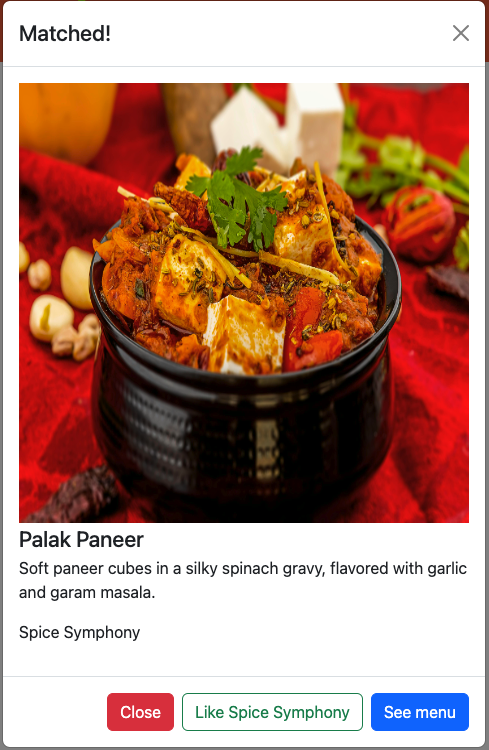 Matched!
Palak Paneer
Soft paneer cubes in a silky spinach gravy, flavored with garlic
and garam masala.
Spice Symphony
Close
Like Spice Symphony
See menu